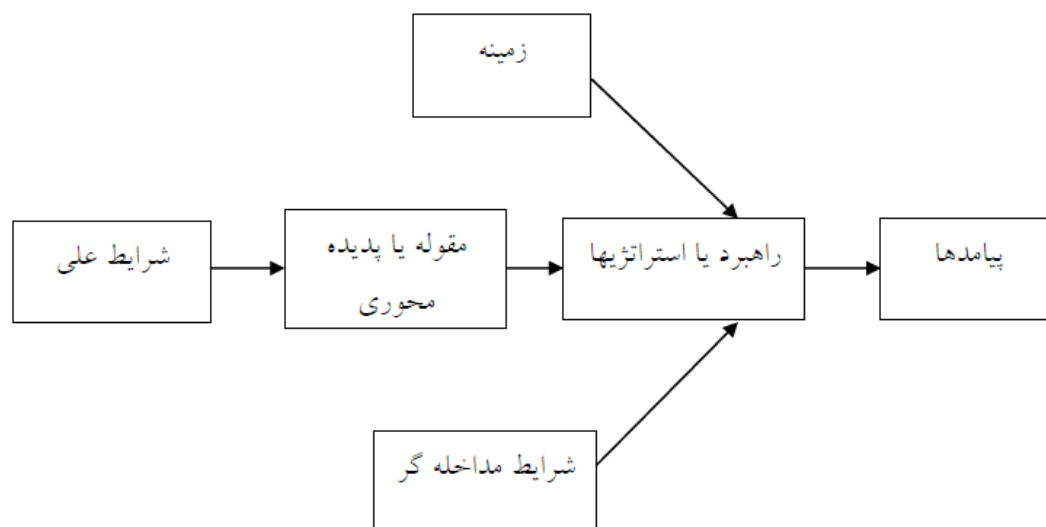 زمینه
شرایط علی
مقوله یا پدیده
محوری
راهبرد یا استراتژیها
پیامدها
شرایط مداخله گر